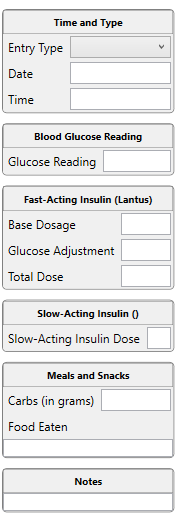 Time and Type
Entry Type
Date
Time
Blood Glucose Reading
Glucose Reading
Fast-Acting Insulin (Lantus)
Base Dosage
Glucose Adjustment
Total Dose
Slow-Acting Insulin ()
Slow-Acting Insulin Dose
Meals and Snacks
Carbs (in grams)
Food Eaten
Notes